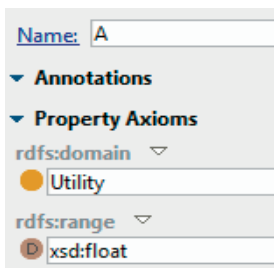 Name: A
Annotations
Property Axioms
rdfs:domain
Utility
rdfs:range
D xsd:float